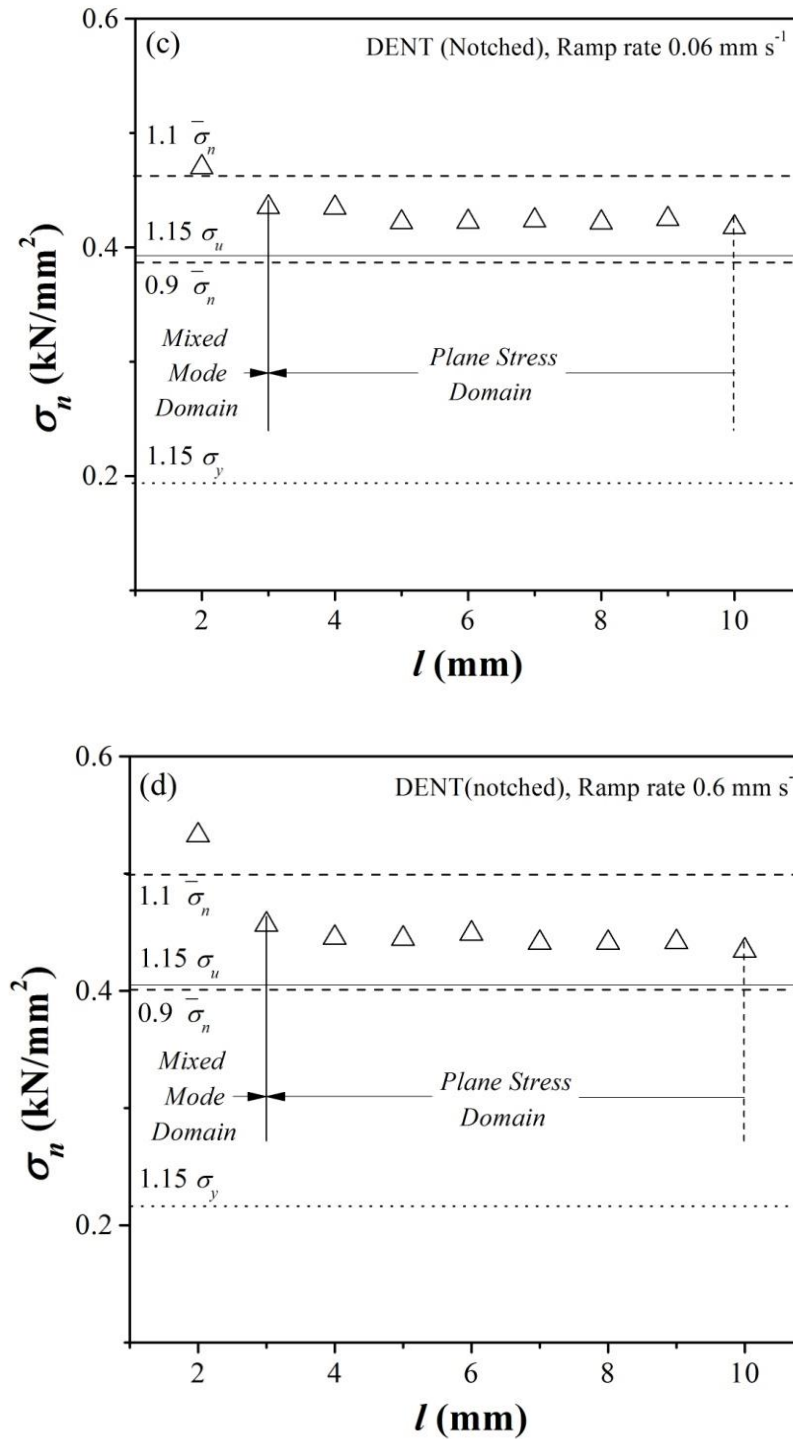 (c) DENT (Notched), Ramp rate 0.06 mm s⁻¹
0.6
1.1 σ̄ₙ
1.15 σᵤ
0.4
0.9 σ̄ₙ
Mixed
Mode
Domain
Plane Stress
Domain
1.15 σ_y
0.2
σₙ (kN/mm²)
2 4 6 8 10
l (mm)
(d) DENT(notched), Ramp rate 0.6 mm s⁻
0.6
1.1 σ̄ₙ
1.15 σᵤ
0.4
0.9 σ̄ₙ
Mixed
Mode
Domain
Plane Stress
Domain
1.15 σ_y
0.2
σₙ (kN/mm²)
2 4 6 8 10
l (mm)